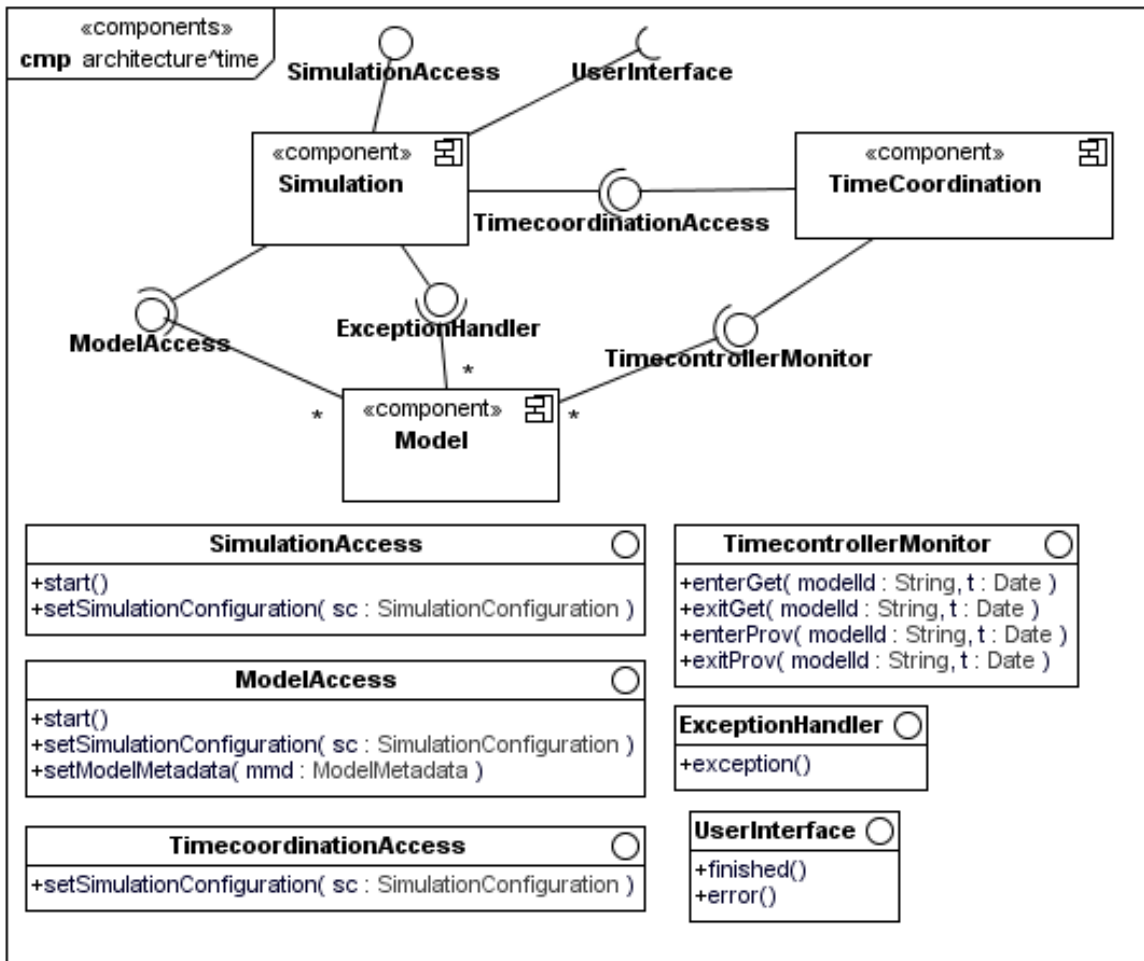 «components»
cmp architecture^time
SimulationAccess
UserInterface
«component»
Simulation
«component»
TimeCoordination
TimecoordinationAccess
ModelAccess
ExceptionHandler
TimecontrollerMonitor
*
*
*
«component»
Model
SimulationAccess
+start()
+setSimulationConfiguration( sc : SimulationConfiguration )
TimecontrollerMonitor
+enterGet( modelId : String, t : Date )
+exitGet( modelId : String, t : Date )
+enterProv( modelId : String, t : Date )
+exitProv( modelId : String, t : Date )
ModelAccess
+start()
+setSimulationConfiguration( sc : SimulationConfiguration )
+setModelMetadata( mmd : ModelMetadata )
ExceptionHandler
+exception()
TimecoordinationAccess
+setSimulationConfiguration( sc : SimulationConfiguration )
UserInterface
+finished()
+error()